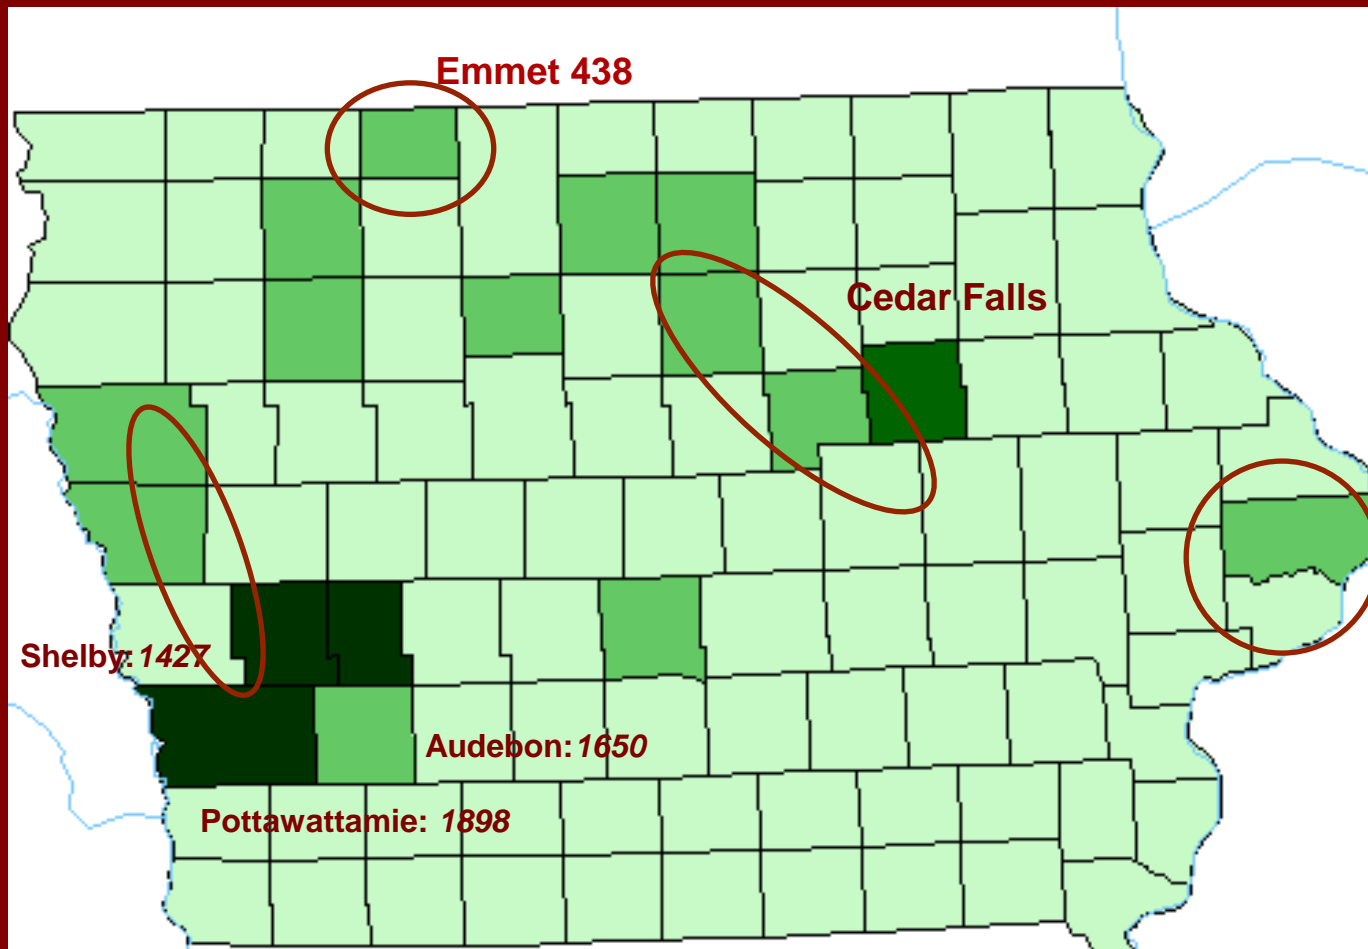 Emmet 438
Cedar Falls
Shelby: 1427
Audebon: 1650
Pottawattamie: 1898